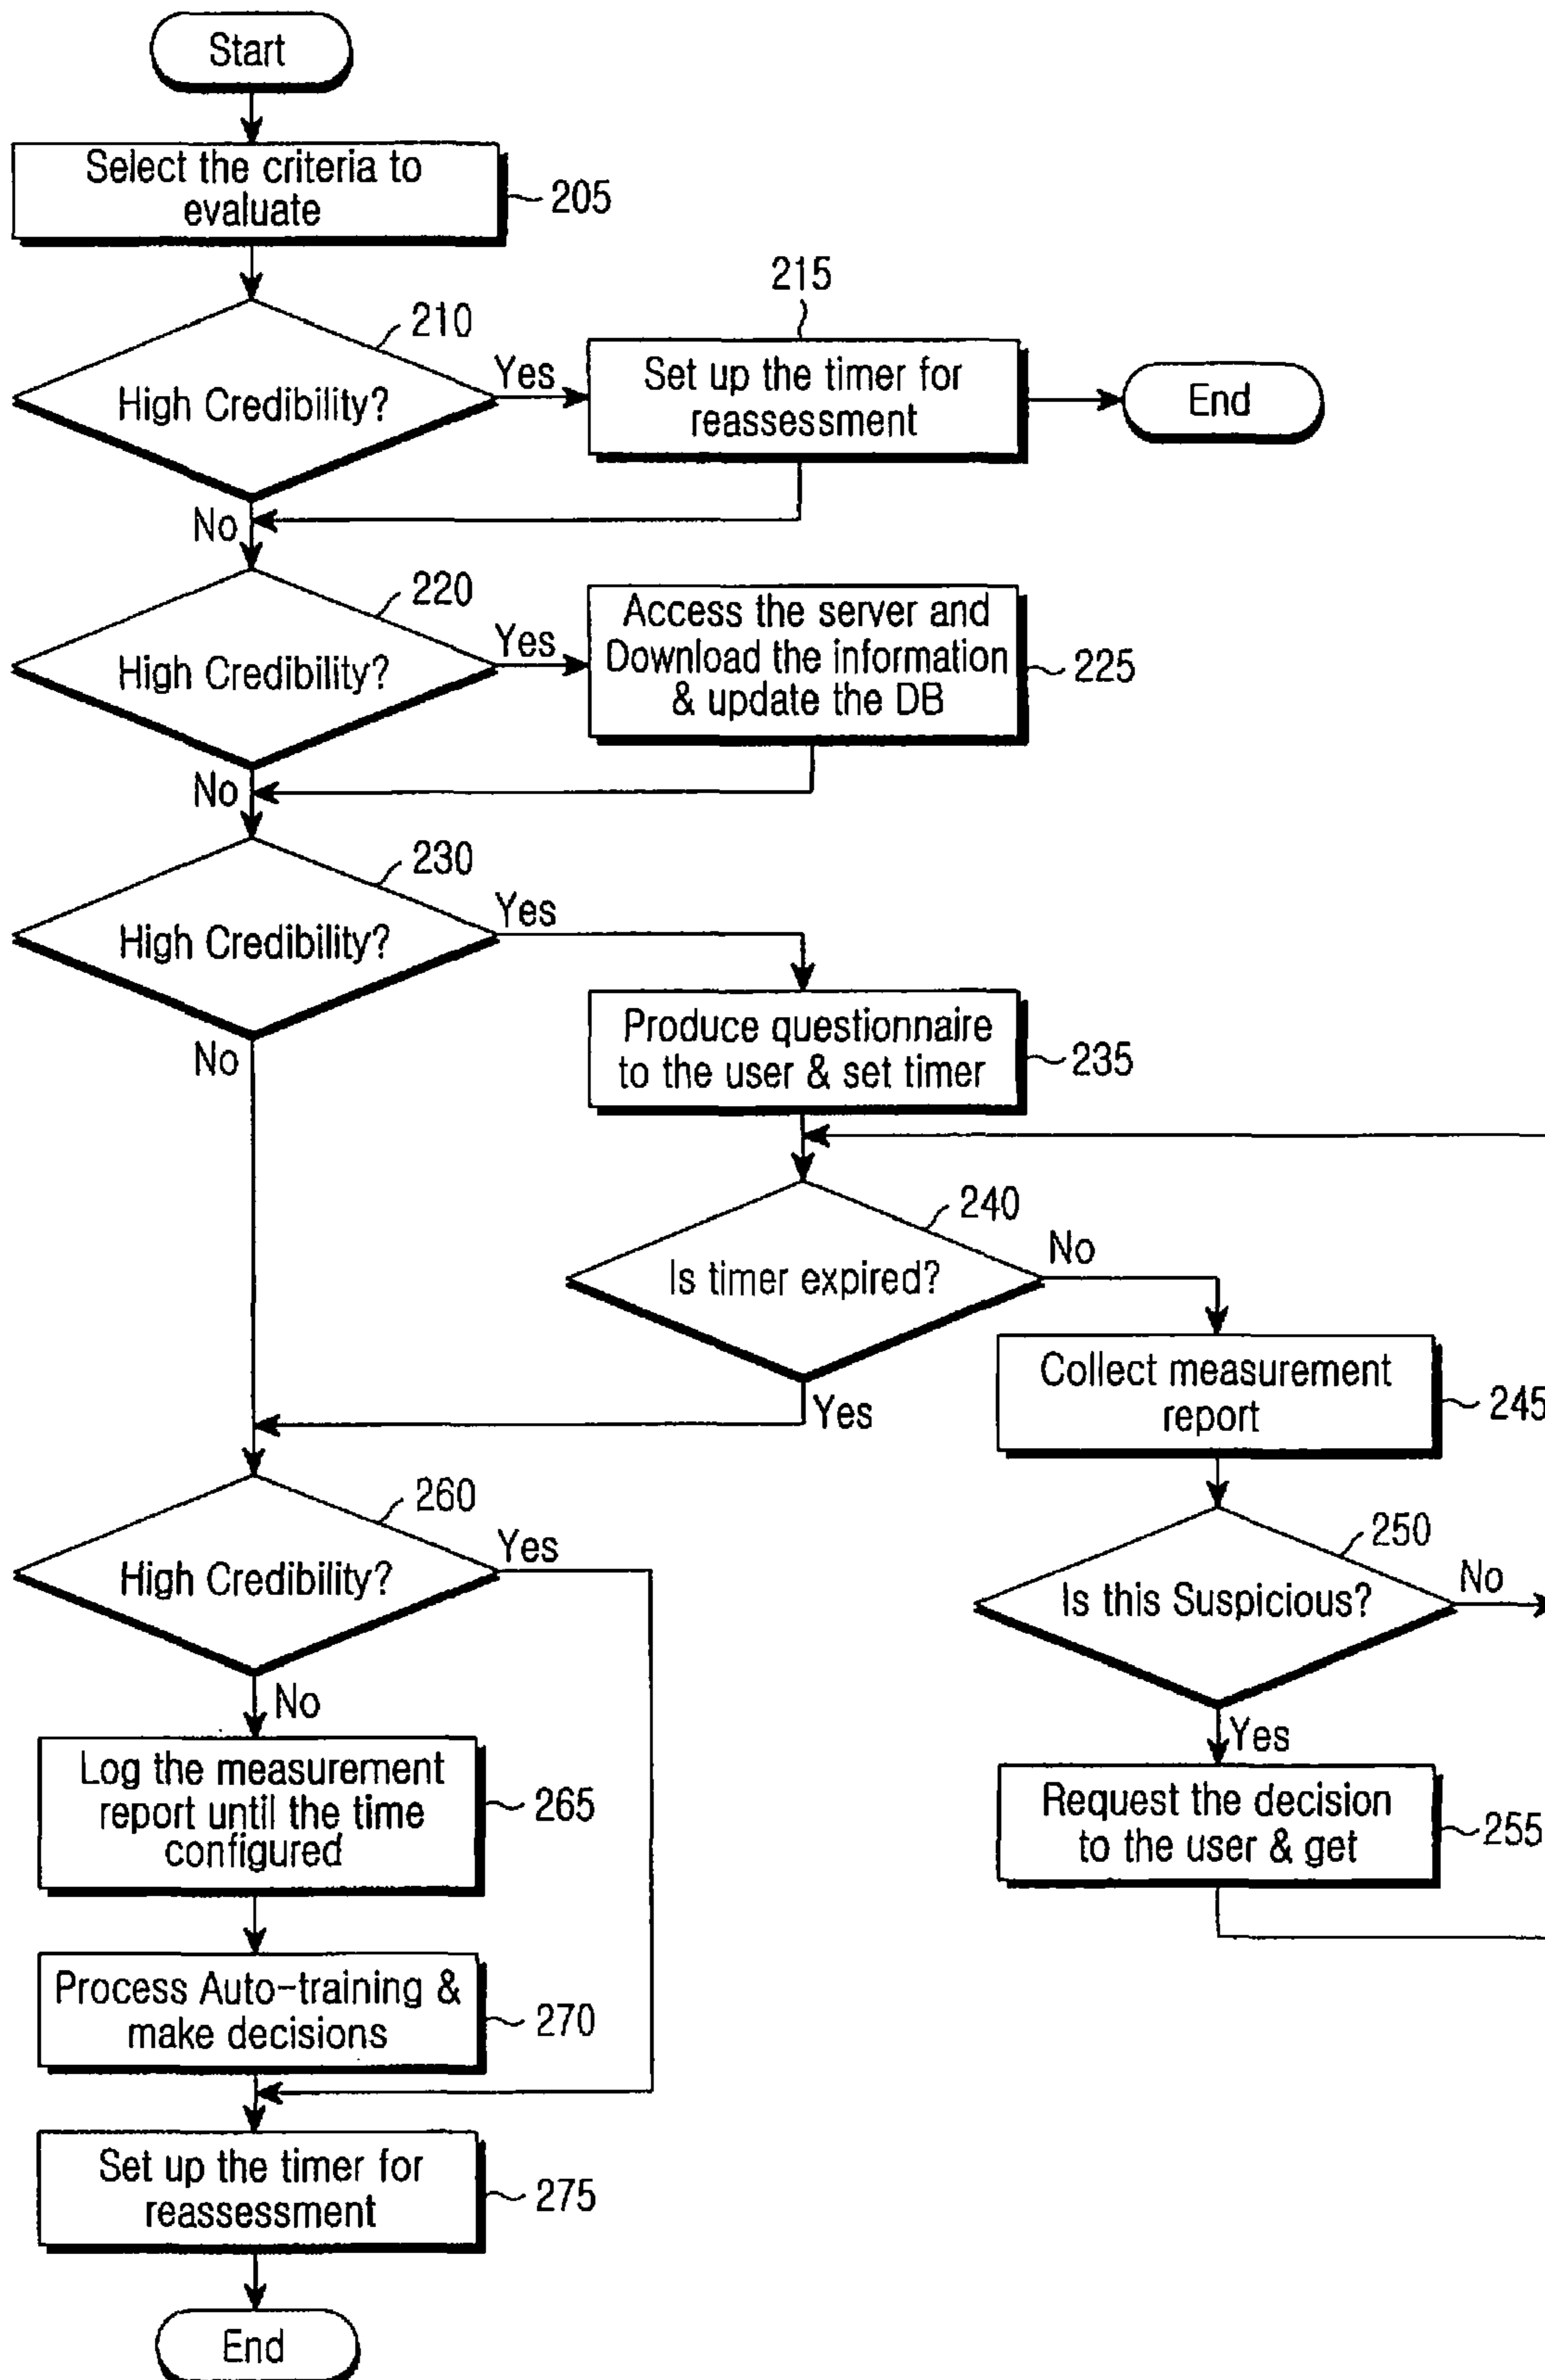 Start
Select the criteria to
evaluate
205
210
High Credibility?
Yes
No
215
Set up the timer for
reassessment
End
220
High Credibility?
Yes
No
Access the server and
Download the information
& update the DB
225
230
High Credibility?
Yes
No
Produce questionnaire
to the user & set timer
235
240
Is timer expired?
No
Yes
Collect measurement
report
245
250
Is this Suspicious?
No
Yes
Request the decision
to the user & get
255
260
High Credibility?
Yes
No
Log the measurement
report until the time
configured
265
Process Auto-training &
make decisions
270
Set up the timer for
reassessment
275
End